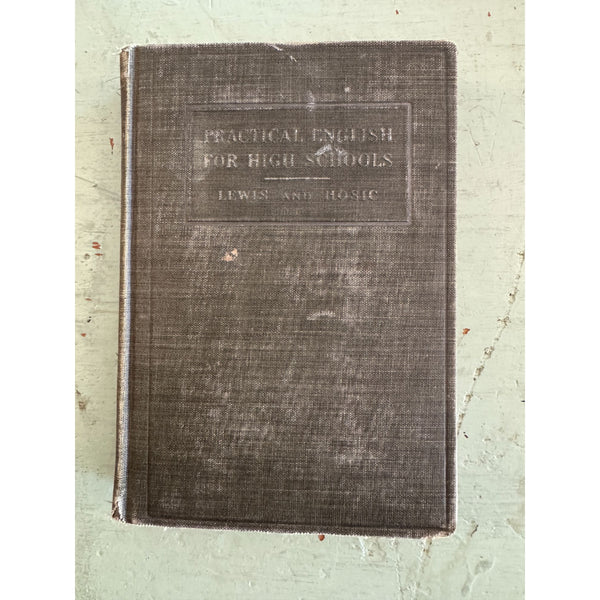 PRACTICAL ENGLISH
FOR HIGH SCHOOLS
LEWIS AND HOSIC